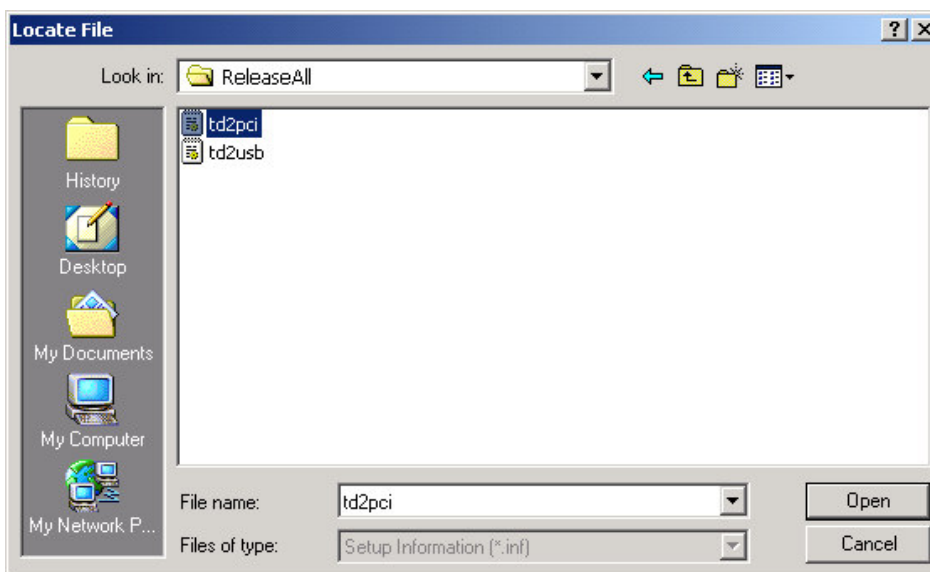 Locate File
Look in:
ReleaseAll
td2pci
td2usb
History
Desktop
My Documents
My Computer
My Network P...
File name:
td2pci
Open
Files of type:
Setup Information (*.inf)
Cancel